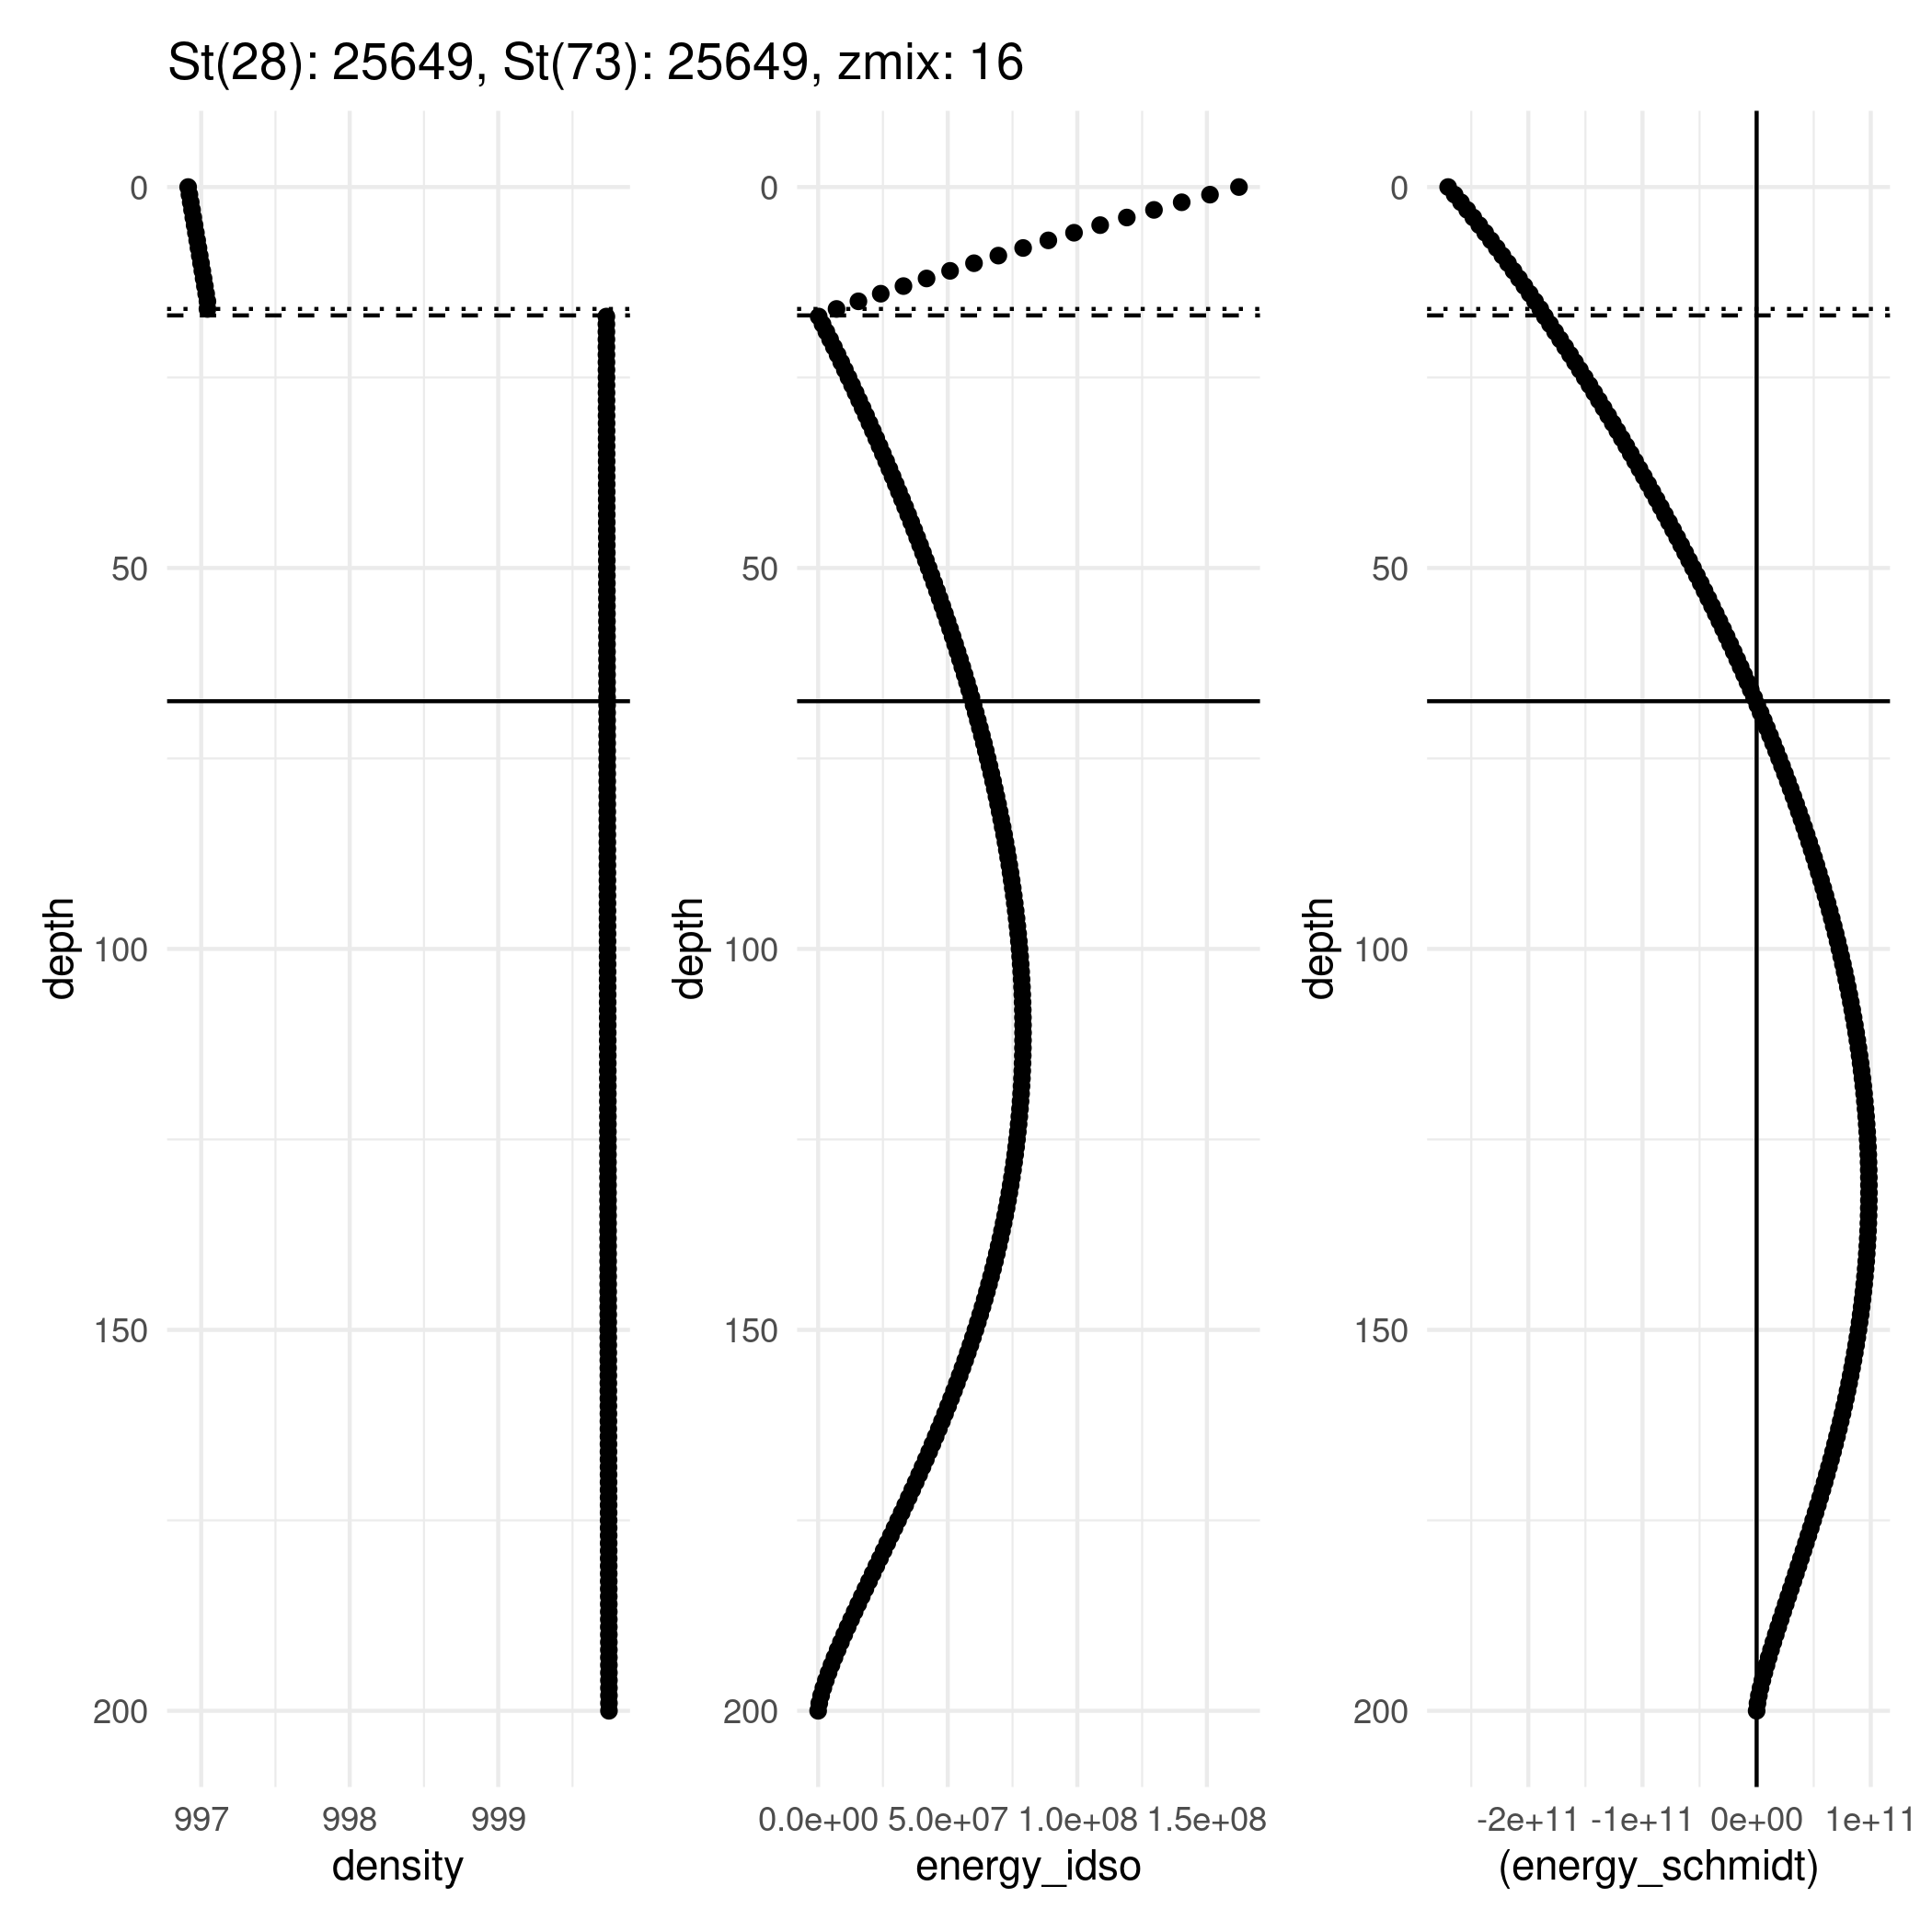 St(28): 25649, St(73): 25649, zmix: 16
0
50
100
150
200
depth
997 998 999
density
0
50
100
150
200
depth
0.0e+00 5.0e+07 1.0e+08 1.5e+08
energy_idso
0
50
100
150
200
depth
-2e+11 -1e+11 0e+00 1e+11
(energy_schmidt)